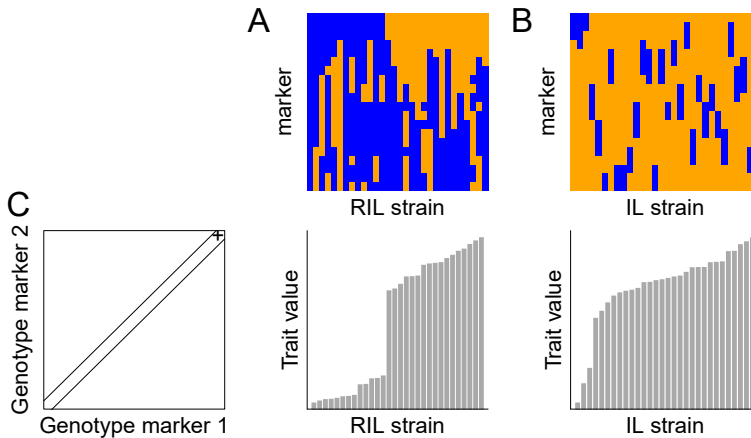 A
B
marker
marker
RIL strain
IL strain
C
Genotype marker 2
+
Genotype marker 1
Trait value
RIL strain
Trait value
IL strain